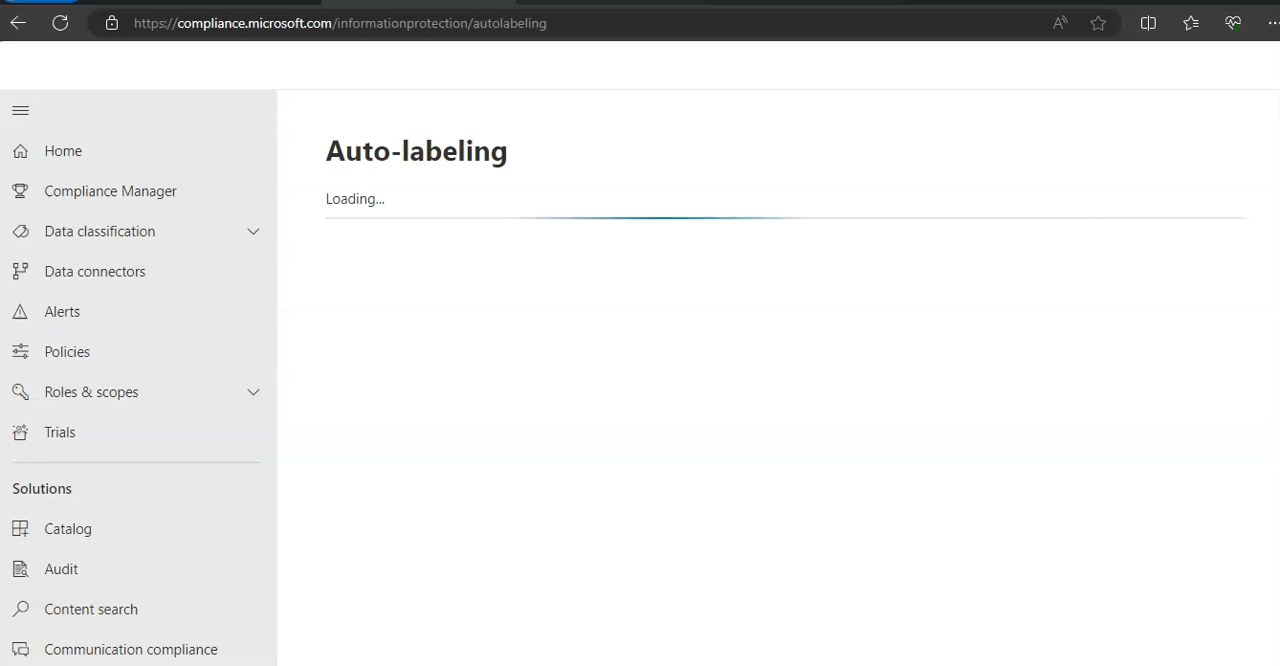 https://compliance.microsoft.com/informationprotection/autolabeling
Home
Compliance Manager
Data classification
Data connectors
Alerts
Policies
Roles & scopes
Trials
Solutions
Catalog
Audit
Content search
Communication compliance
Auto-labeling
Loading...